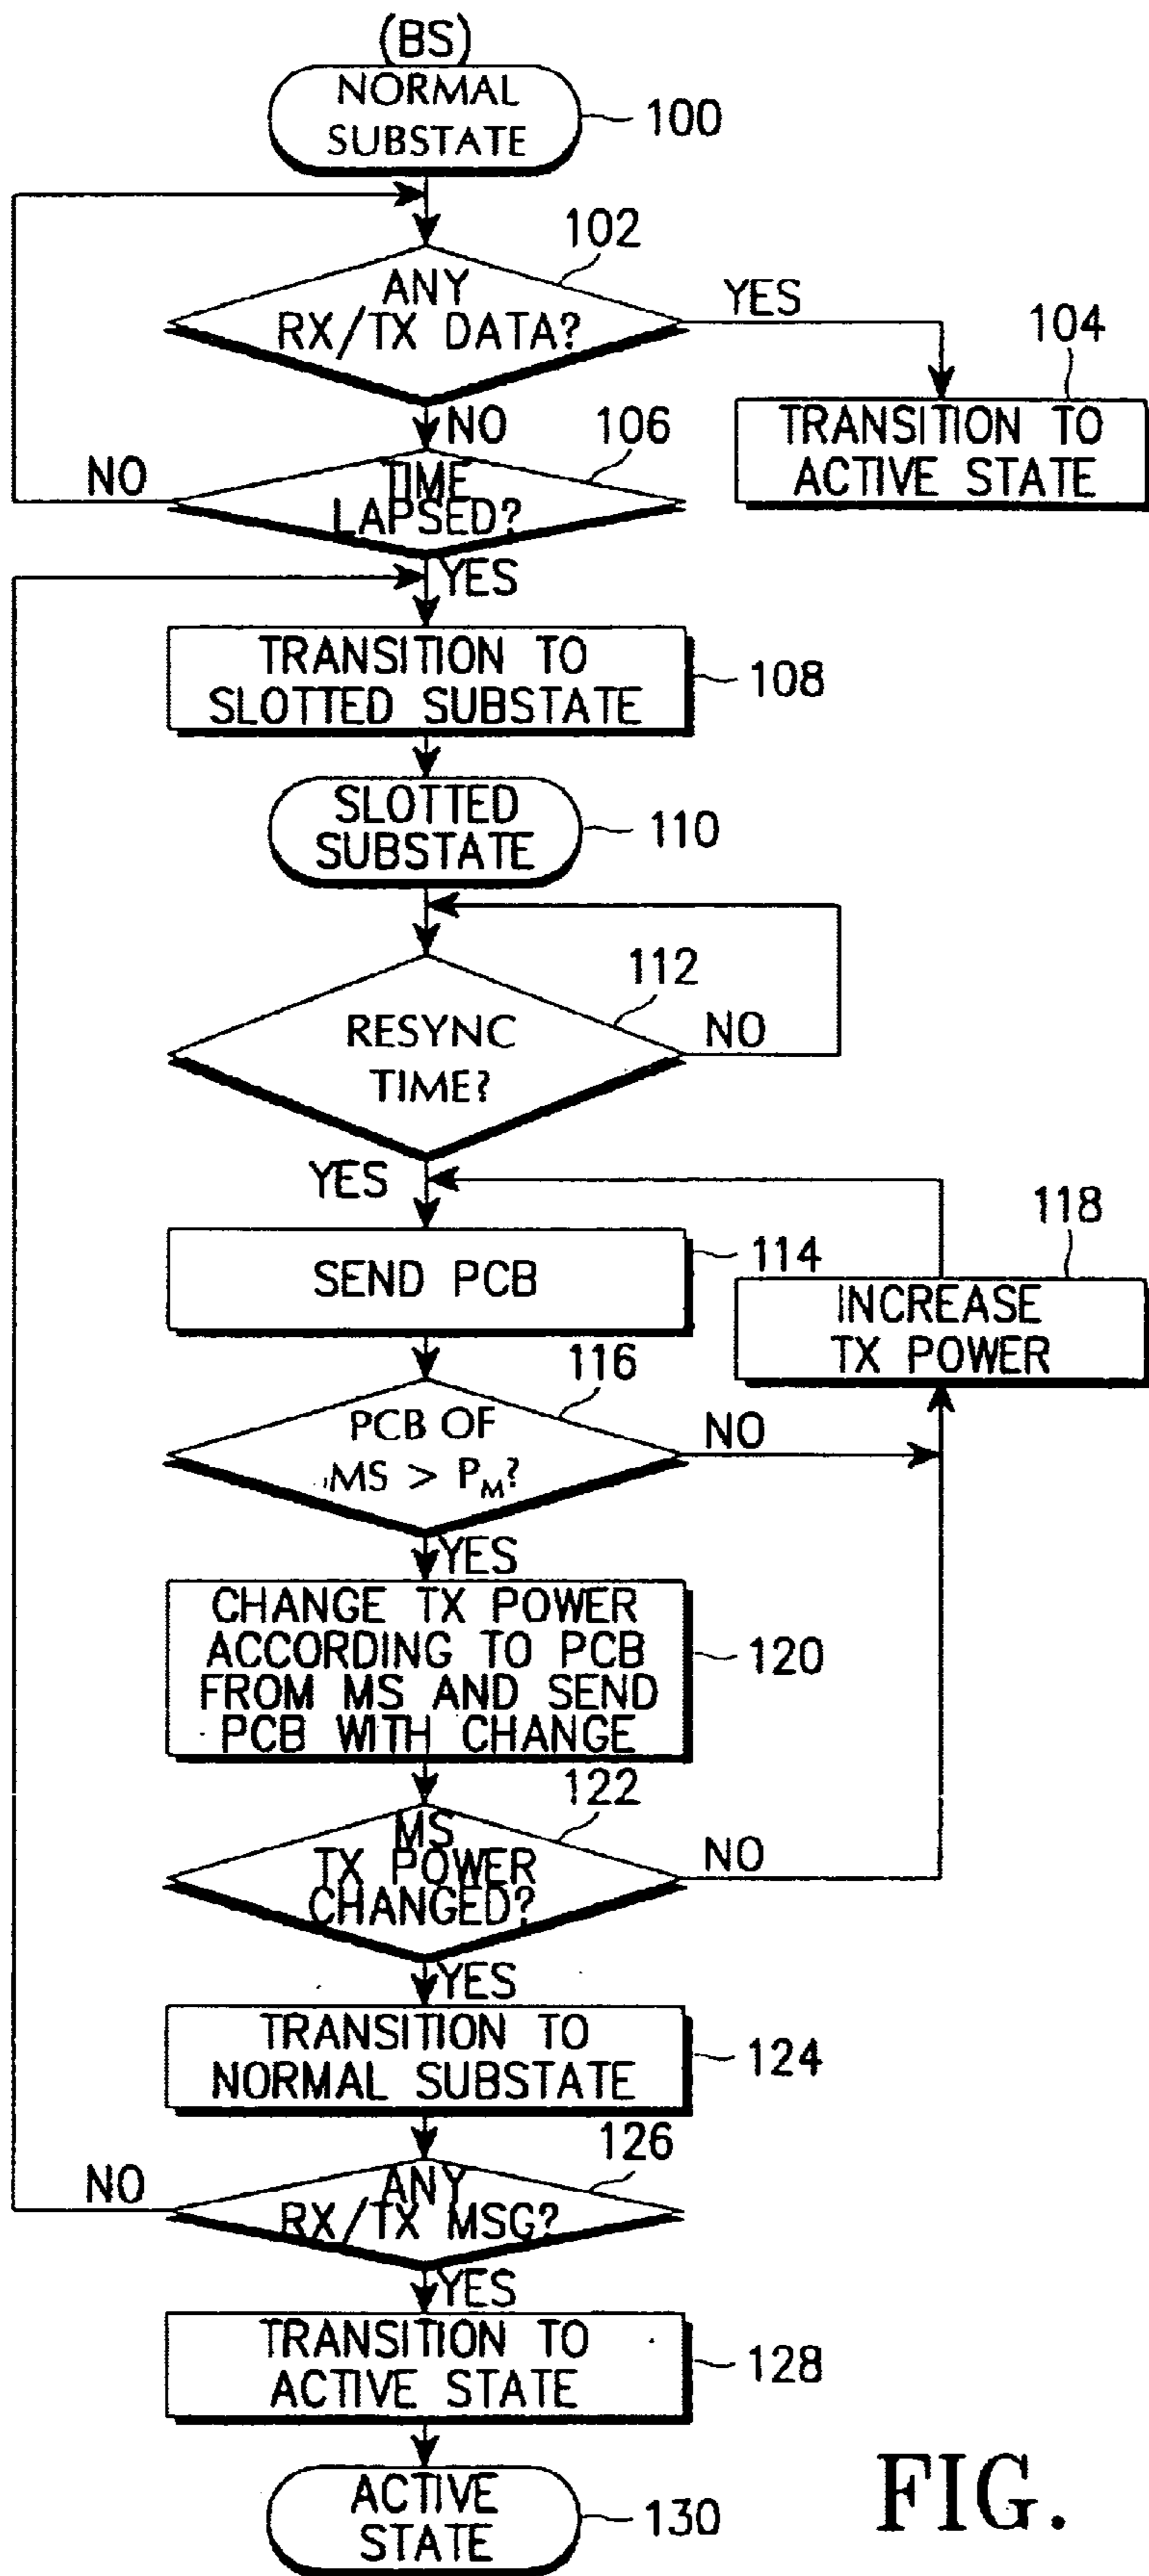 (BS)
NORMAL
SUBSTATE
100
102
ANY
RX/TX DATA?
YES
104
TRANSITION TO
ACTIVE STATE
NO
106
TIME
LAPSED?
NO
YES
TRANSITION TO
SLOTTED SUBSTATE
108
SLOTTED
SUBSTATE
110
112
RESYNC
TIME?
NO
YES
SEND PCB
114
118
INCREASE
TX POWER
116
PCB OF
MS > PM?
NO
YES
CHANGE TX POWER
ACCORDING TO PCB
FROM MS AND SEND
PCB WITH CHANGE
120
122
MS
TX POWER
CHANGED?
NO
YES
TRANSITION TO
NORMAL SUBSTATE
124
126
ANY
RX/TX MSG?
NO
YES
TRANSITION TO
ACTIVE STATE
128
ACTIVE
STATE
130
FIG.